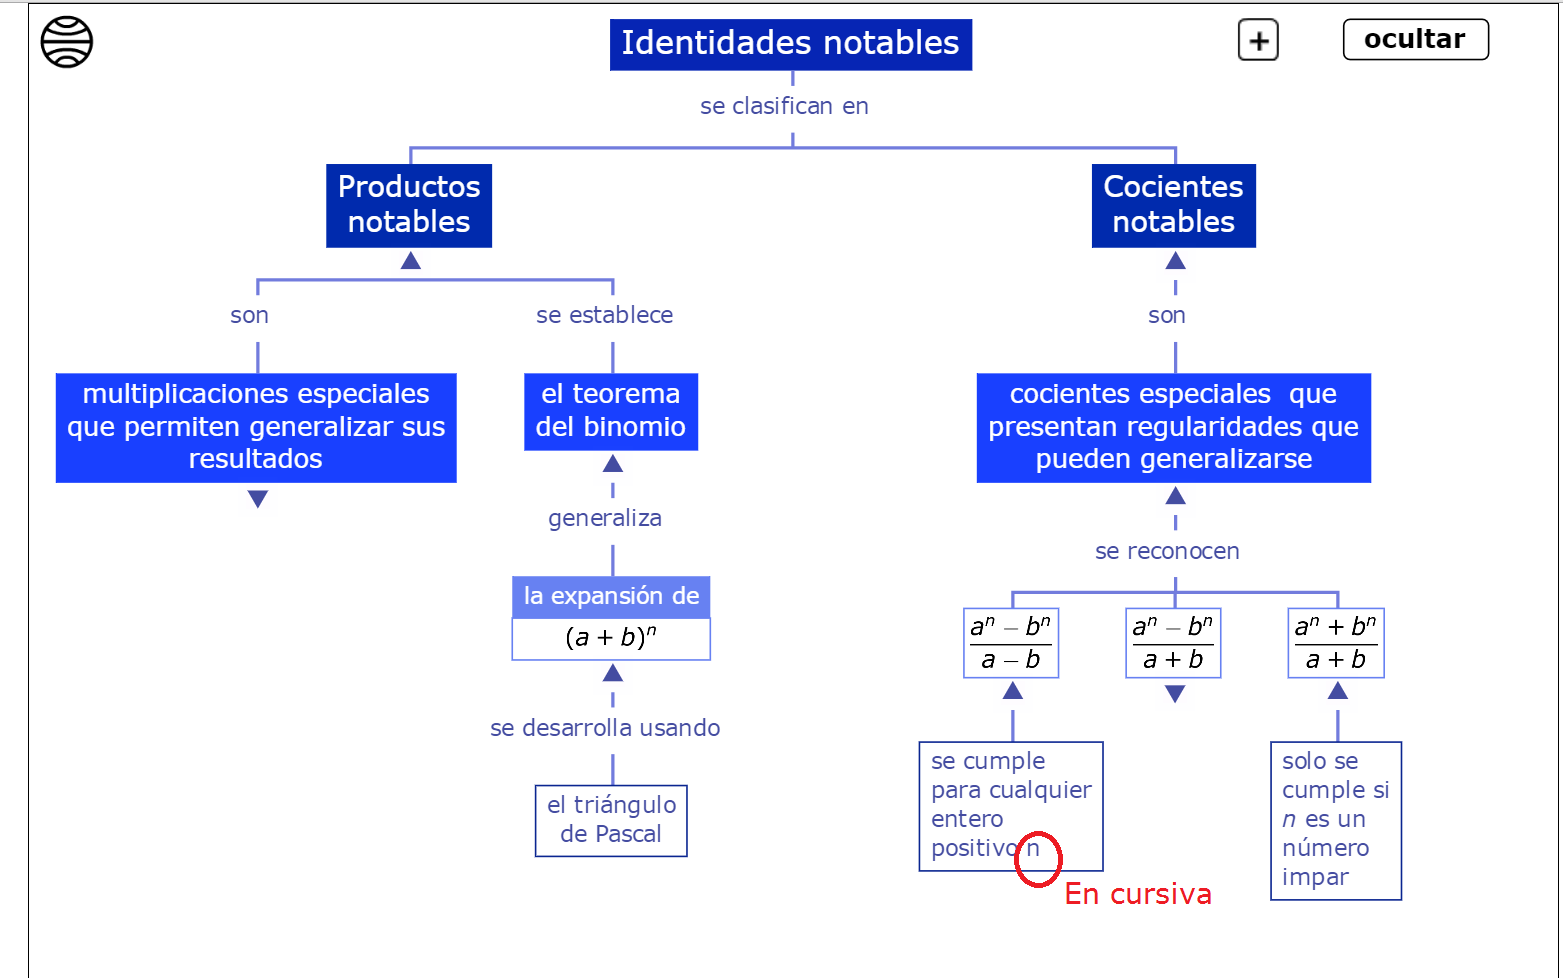 Identidades notables
+
ocultar
se clasifican en
Productos
notables
Cocientes
notables
son
se establece
son
multiplicaciones especiales
que permiten generalizar sus
resultados
el teorema
del binomio
cocientes especiales que
presentan regularidades que
pueden generalizarse
generaliza
se reconocen
la expansión de
(a + b)ⁿ
aⁿ − bⁿ
a − b
aⁿ − bⁿ
a + b
aⁿ + bⁿ
a + b
se desarrolla usando
el triángulo
de Pascal
se cumple
para cualquier
entero
positivo n
solo se
cumple si
n es un
número
impar
En cursiva